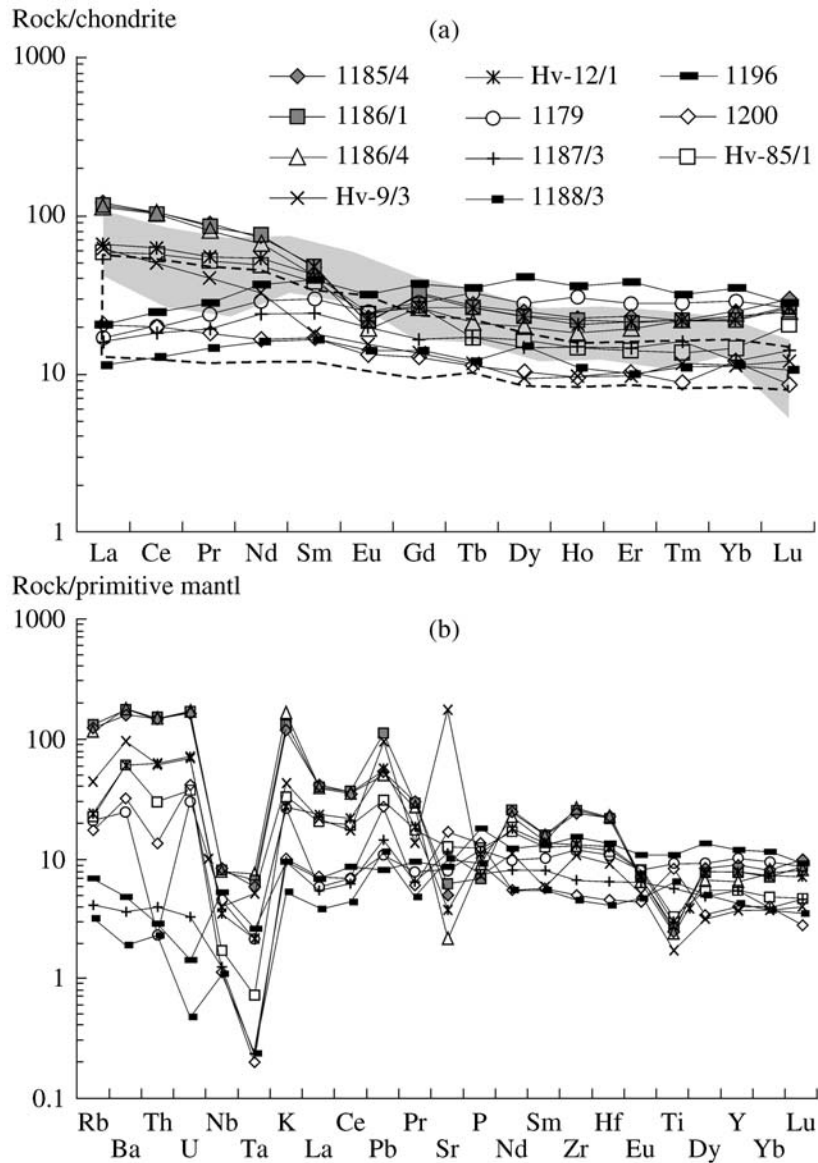 Rock/chondrite
(a)
1000
1185/4 Hv-12/1 1196
1186/1 1179 1200
1186/4 1187/3 Hv-85/1
Hv-9/3 1188/3
100
10
1
La Ce Pr Nd Sm Eu Gd Tb Dy Ho Er Tm Yb Lu
Rock/primitive mantl
(b)
1000
100
10
1
0.1
Rb Th Nb K Ce Pr P Sm Hf Ti Y Lu
Ba U Ta La Pb Sr Nd Zr Eu Dy Yb